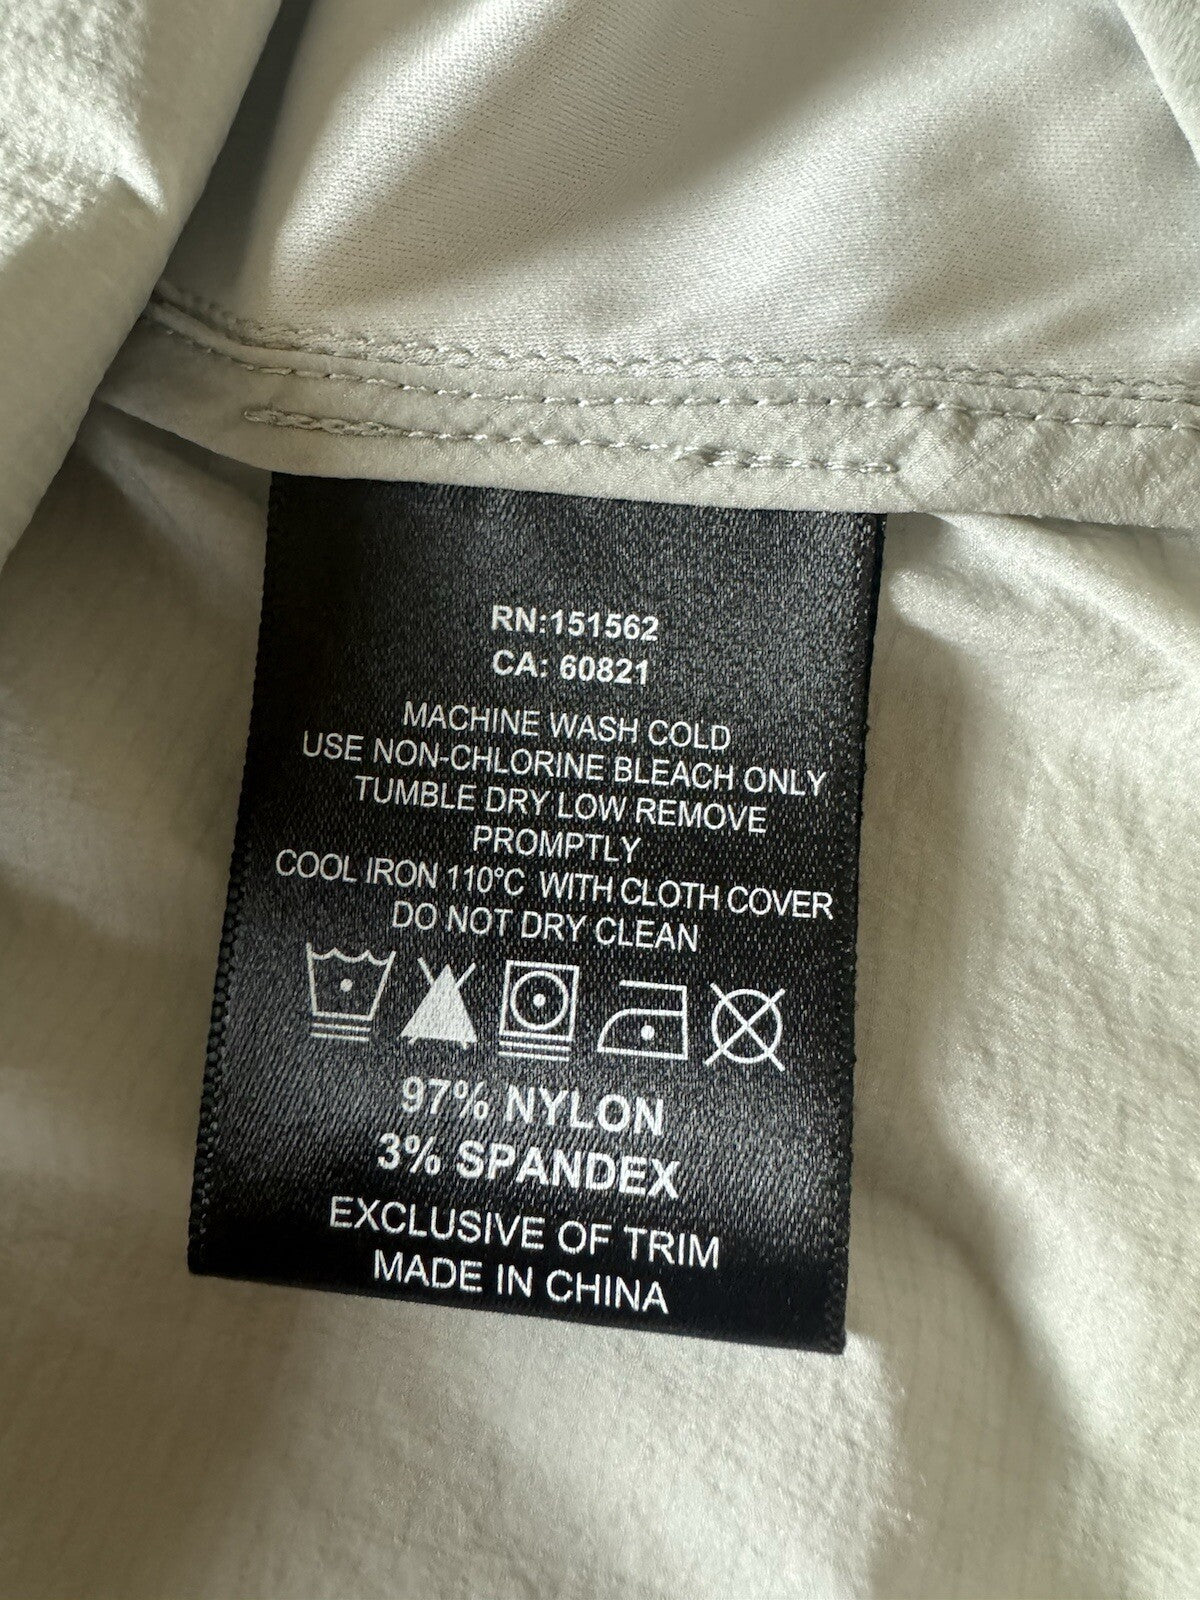 RN:151562
CA: 60821
MACHINE WASH COLD
USE NON-CHLORINE BLEACH ONLY
TUMBLE DRY LOW REMOVE
PROMPTLY
COOL IRON 110°C WITH CLOTH COVER
DO NOT DRY CLEAN
97% NYLON
3% SPANDEX
EXCLUSIVE OF TRIM
MADE IN CHINA